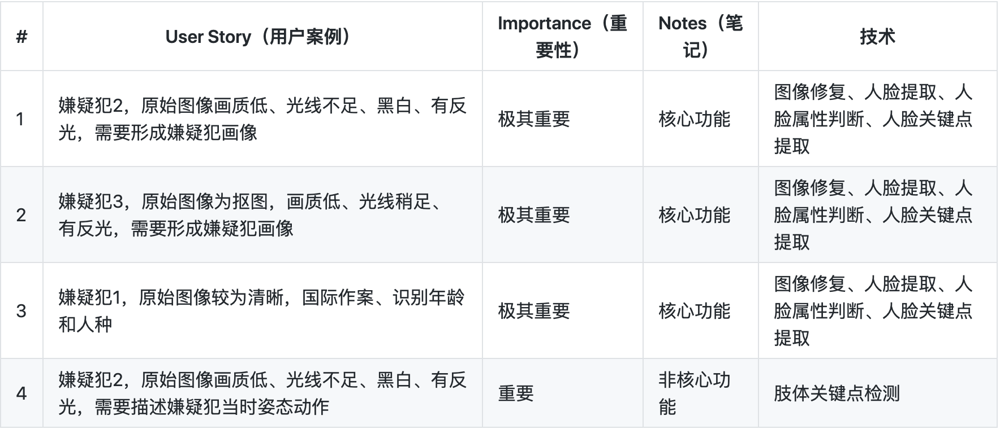 #
User Story（用户案例）
Importance（重
要性）
Notes（笔
记）
技术
1
嫌疑犯2，原始图像画质低、光线不足、黑白、有反
光，需要形成嫌疑犯画像
极其重要
核心功能
图像修复、人脸提取、人
脸属性判断、人脸关键点
提取
2
嫌疑犯3，原始图像为抠图，画质低、光线稍足、
有反光，需要形成嫌疑犯画像
极其重要
核心功能
图像修复、人脸提取、人
脸属性判断、人脸关键点
提取
3
嫌疑犯1，原始图像较为清晰，国际作案、识别年龄
和人种
极其重要
核心功能
图像修复、人脸提取、人
脸属性判断、人脸关键点
提取
4
嫌疑犯2，原始图像画质低、光线不足、黑白、有反
光，需要描述嫌疑犯当时姿态动作
重要
非核心功
能
肢体关键点检测